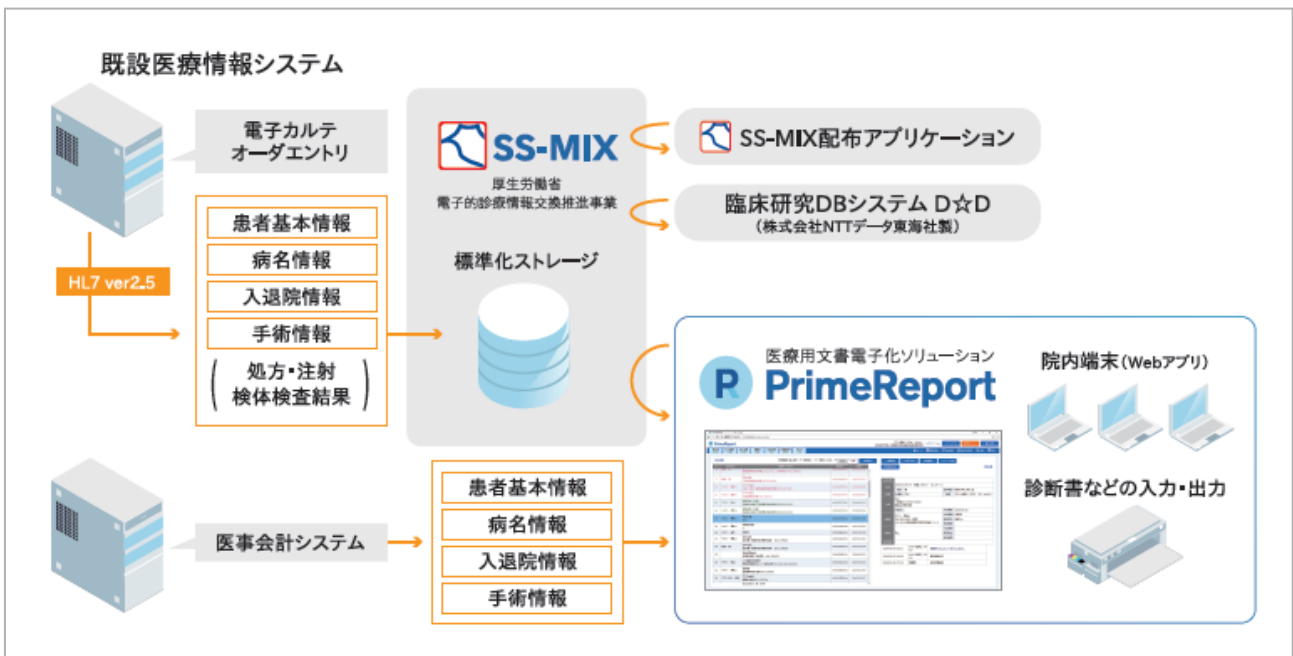 既設医療情報システム
電子カルテ
オーダエントリ
HL7 ver2.5
患者基本情報
病名情報
入退院情報
手術情報
処方・注射
検体検査結果
SS-MIX
厚生労働省
電子的診療情報交換推進事業
標準化ストレージ
SS-MIX配布アプリケーション
臨床研究DBシステム D☆D
(株式会社NTTデータ東海社製)
医療用文書電子化ソリューション
PrimeReport
院内端末(Webアプリ)
診断書などの入力・出力
医事会計システム
患者基本情報
病名情報
入退院情報
手術情報